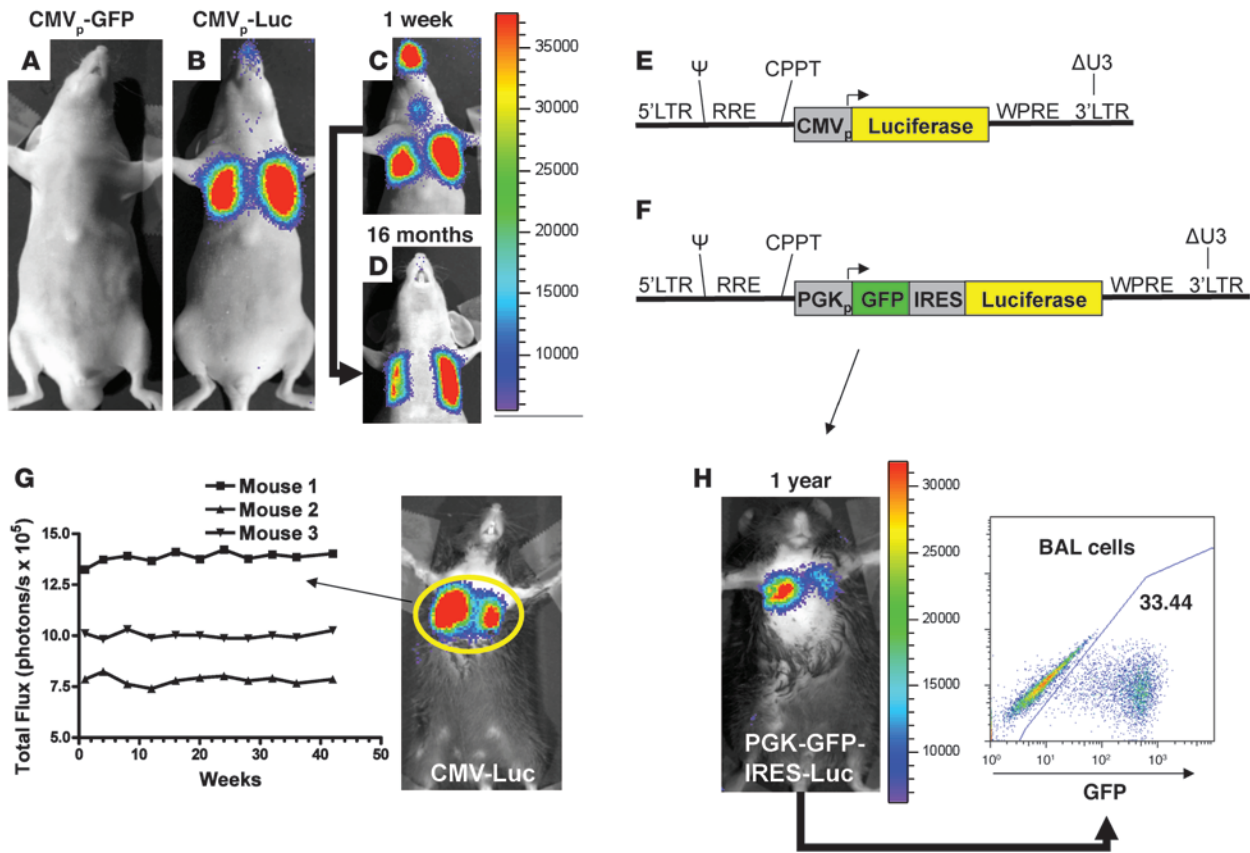 CMVp-GFP
A
CMVp-Luc
B
1 week
C
16 months
D
35000
30000
25000
20000
15000
10000
E
Ψ
CPPT
ΔU3
5'LTR
RRE
WPRE
3'LTR
CMVp
Luciferase
F
Ψ
CPPT
ΔU3
5'LTR
RRE
WPRE
3'LTR
PGKp
GFP
IRES
Luciferase
G
Mouse 1
Mouse 2
Mouse 3
Total Flux (photons/s x 10⁵)
15.0
12.5
10.0
7.5
5.0
0
10
20
30
40
50
Weeks
CMV-Luc
H
1 year
PGK-GFP-
IRES-Luc
30000
25000
20000
15000
10000
BAL cells
33.44
10⁰
10¹
10²
10³
GFP